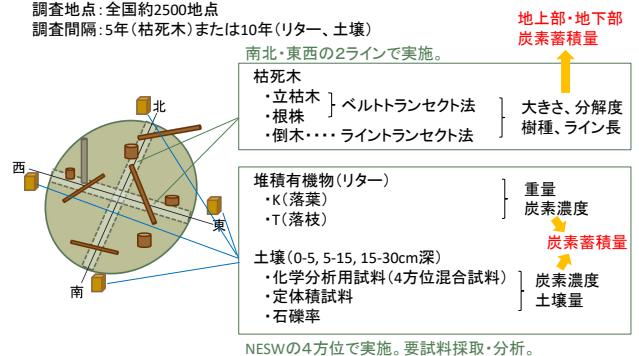 調査地点：全国約2500地点
調査間隔：5年（枯死木）または10年（リター、土壌）
地上部・地下部
炭素蓄積量
南北・東西の２ラインで実施。
枯死木
・立枯木
・根株
ベルトトランセクト法
・倒木・・・・ライントランセクト法
大きさ、分解度
樹種、ライン長
北
西
東
南
堆積有機物（リター）
・K（落葉）
・T（落枝）
重量
炭素濃度
炭素蓄積量
土壌（0-5, 5-15, 15-30cm深）
・化学分析用試料（4方位混合試料）
・定体積試料
・石礫率
炭素濃度
土壌量
NESWの４方位で実施。要試料採取・分析。